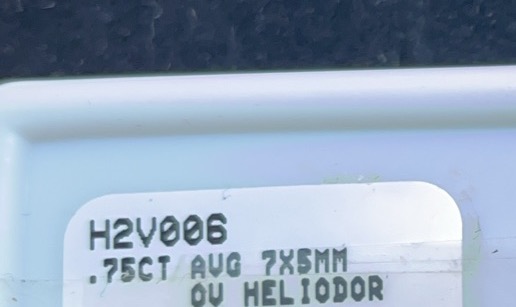 H2V006
.75CT AVG 7X5MM
OV HELIODOR